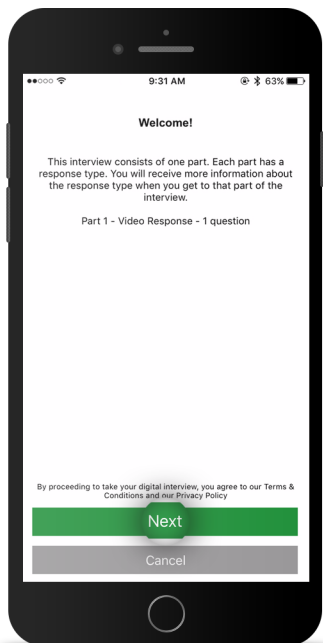 9:31 AM
63%
Welcome!
This interview consists of one part. Each part has a
response type. You will receive more information about
the response type when you get to that part of the
interview.
Part 1 - Video Response - 1 question
By proceeding to take your digital interview, you agree to our Terms &
Conditions and our Privacy Policy
Next
Cancel